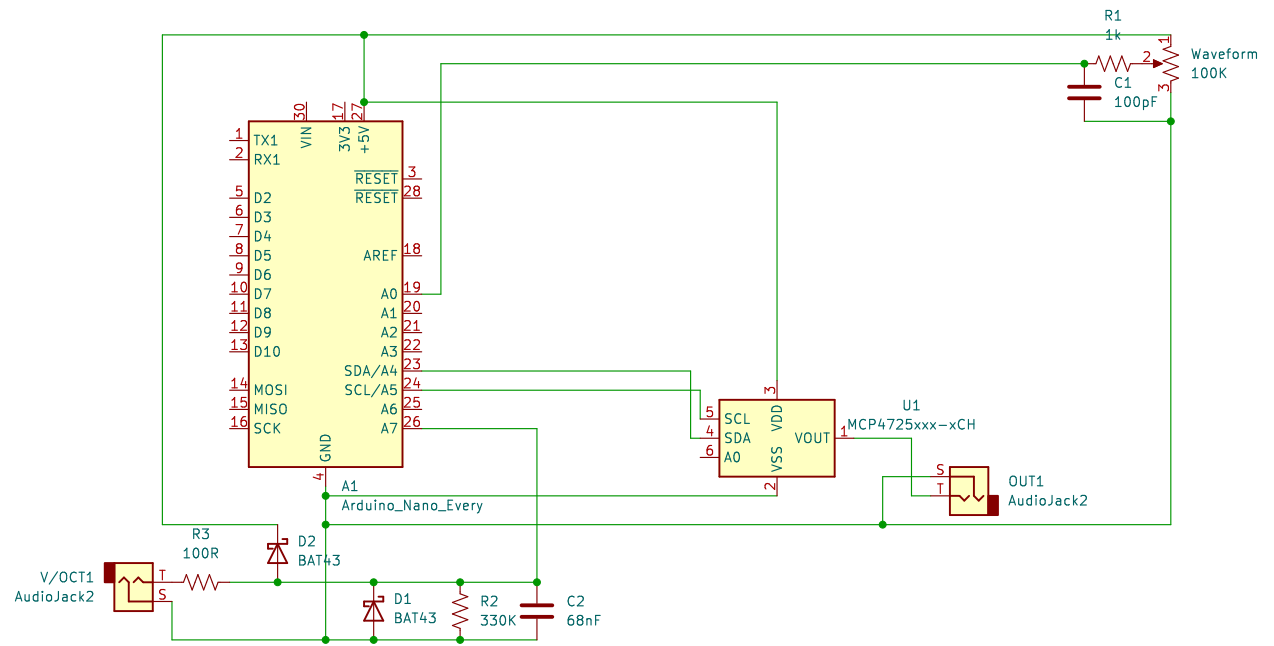 R1
1k
1
2
3
Waveform
100K
C1
100pF
30
17
27
VIN
3V3
+5V
1 TX1
2 RX1
RESET 3
RESET 28
5 D2
6 D3
7 D4
8 D5
AREF 18
9 D6
10 D7
A0 19
11 D8
A1 20
12 D9
A2 21
13 D10
A3 22
SDA/A4 23
14 MOSI
SCL/A5 24
15 MISO
A6 25
16 SCK
A7 26
GND
4
A1
Arduino_Nano_Every
3
VDD
U1
MCP4725xxx-xCH
5 SCL
4 SDA
VOUT 1
6 A0
VSS
2
S
T
OUT1
AudioJack2
R3
100R
D2
BAT43
V/OCT1
AudioJack2
T
S
D1
BAT43
R2
330K
C2
68nF